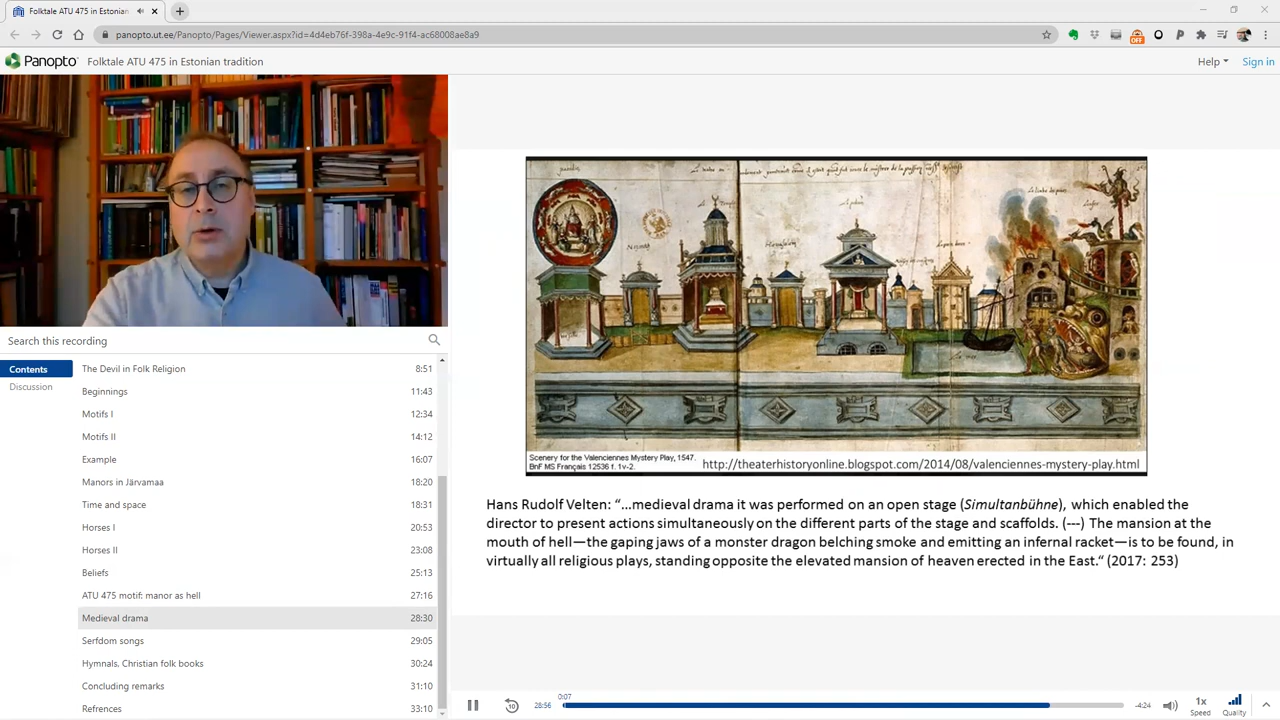 Folktale ATU 475 in Estonian
panopto.ut.ee/Panopto/Pages/Viewer.aspx?id=4d4eb76f-398a-4e9c-91f4-ac68008ae8a9
OFF
Panopto
Folktale ATU 475 in Estonian tradition
Help
Sign in
Search this recording
Contents
Discussion
The Devil in Folk Religion 8:51
Beginnings 11:43
Motifs I 12:34
Motifs II 14:12
Example 16:07
Manors in Järvamaa 18:20
Time and space 18:31
Horses I 20:53
Horses II 23:08
Beliefs 25:13
ATU 475 motif: manor as hell 27:16
Medieval drama 28:30
Serfdom songs 29:05
Hymnals, Christian folk books 30:24
Concluding remarks 31:10
Refrences 33:10
Scenery for the Valenciennes Mystery Play, 1547.
BnF MS Français 12536 f. 1v-2.
http://theaterhistoryonline.blogspot.com/2014/08/valenciennes-mystery-play.html
Hans Rudolf Velten: “...medieval drama it was performed on an open stage (Simultanbühne), which enabled the
director to present actions simultaneously on the different parts of the stage and scaffolds. (---) The mansion at the
mouth of hell—the gaping jaws of a monster dragon belching smoke and emitting an infernal racket—is to be found, in
virtually all religious plays, standing opposite the elevated mansion of heaven erected in the East.“ (2017: 253)
10
28:56
0:07
-4:24
1x
Speed
Quality